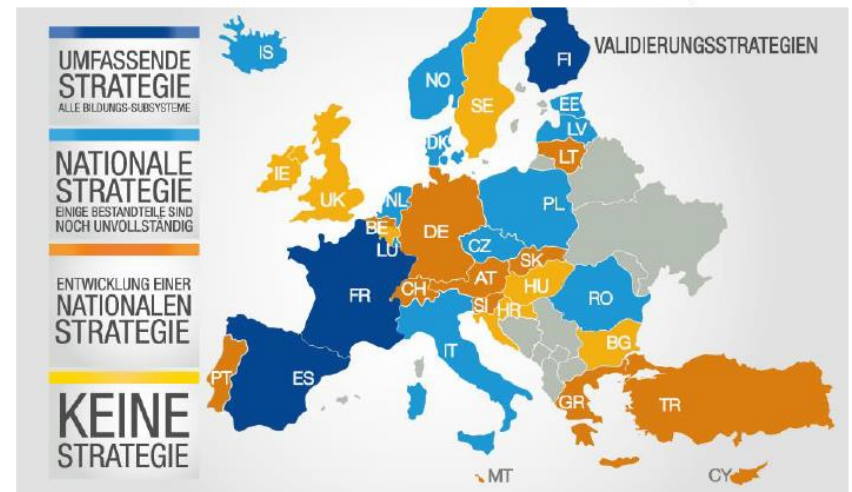 UMFASSENDE
STRATEGIE
ALLE BILDUNGS-SUBSYSTEME
NATIONALE
STRATEGIE
EINIGE BESTANDTEILE SIND
NOCH UNVOLLSTÄNDIG
ENTWICKLUNG EINER
NATIONALEN
STRATEGIE
KEINE
STRATEGIE
VALIDIERUNGSSTRATEGIEN
IS
FI
NO
SE
EE
LV
DK
LT
IE
UK
NL
PL
BE
DE
LU
CZ
SK
FR
CH
AT
HU
SI
HR
RO
IT
BG
PT
ES
GR
TR
MT
CY